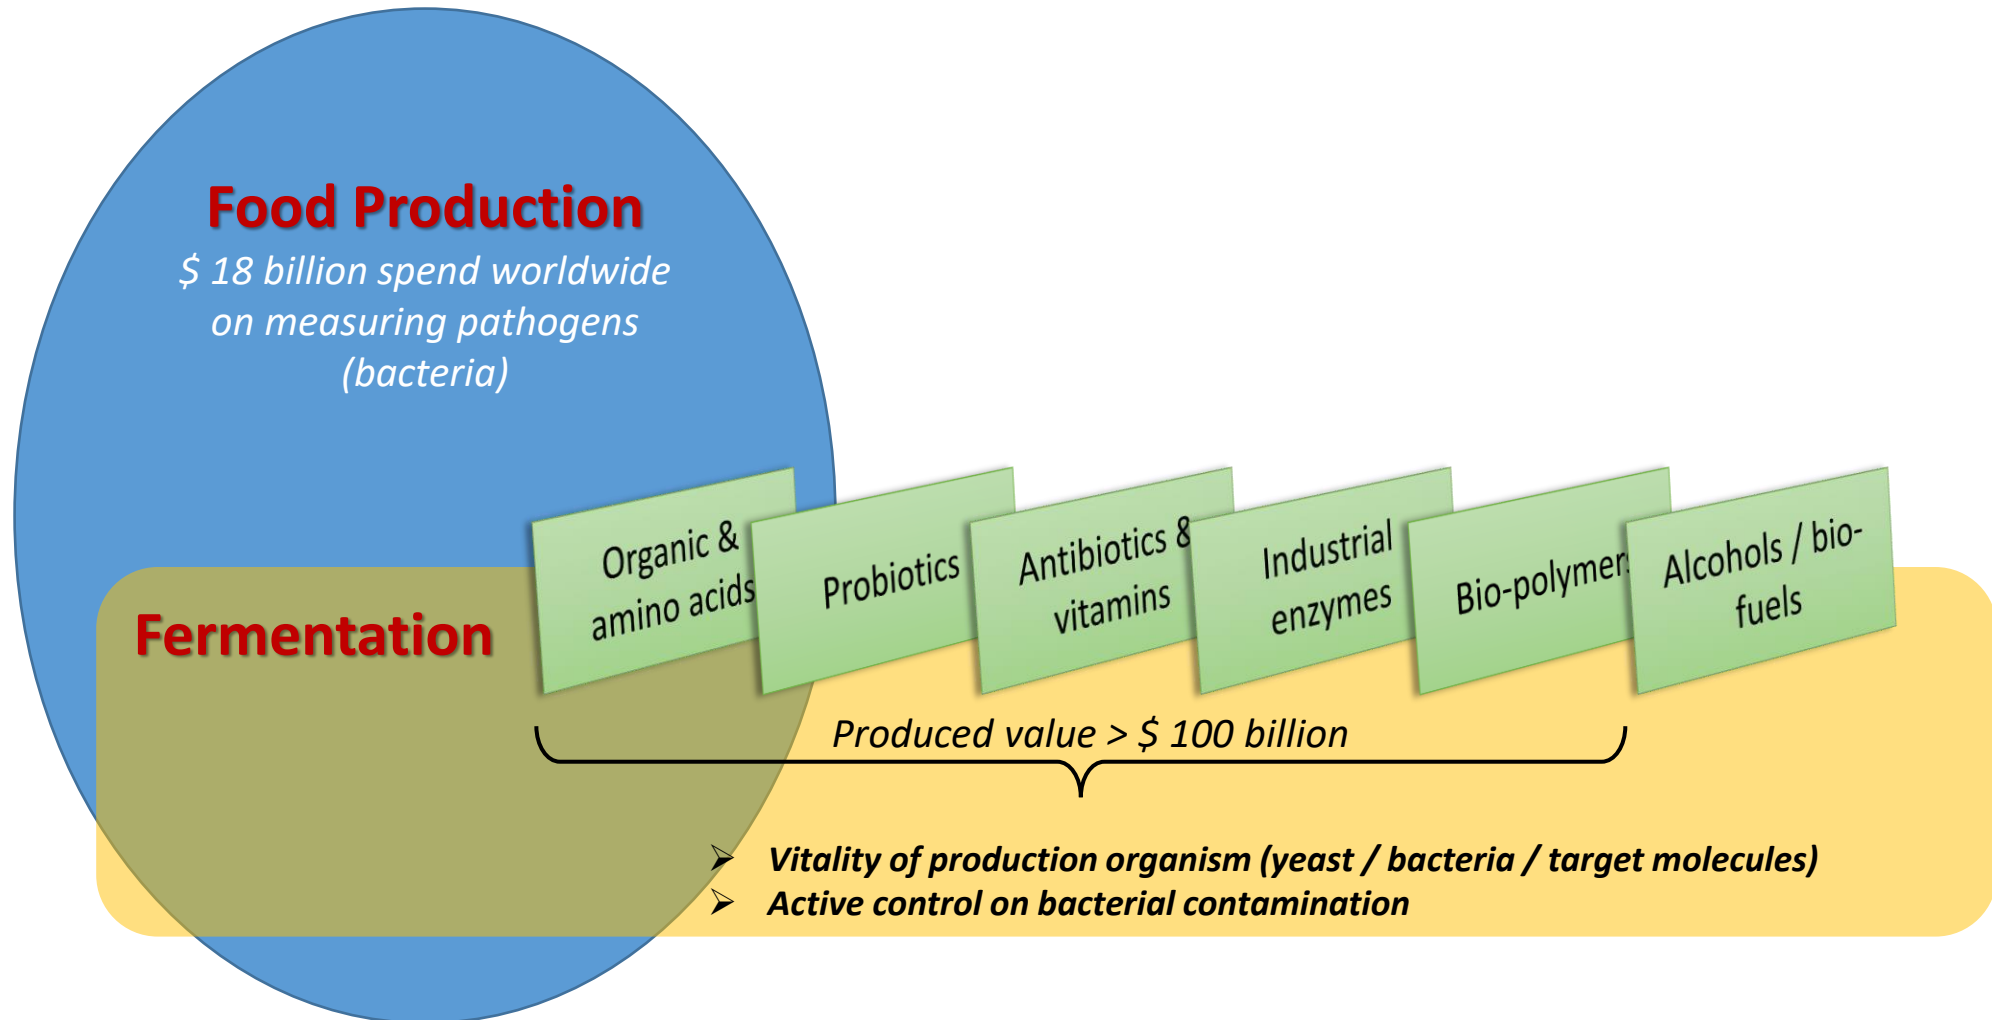 Food Production
$ 18 billion spend worldwide
on measuring pathogens
(bacteria)
Fermentation
Organic &
amino acids
Probiotics
Antibiotics &
vitamins
Industrial
enzymes
Bio-polymers
Alcohols / bio-
fuels
Produced value > $ 100 billion
➢ Vitality of production organism (yeast / bacteria / target molecules)
➢ Active control on bacterial contamination